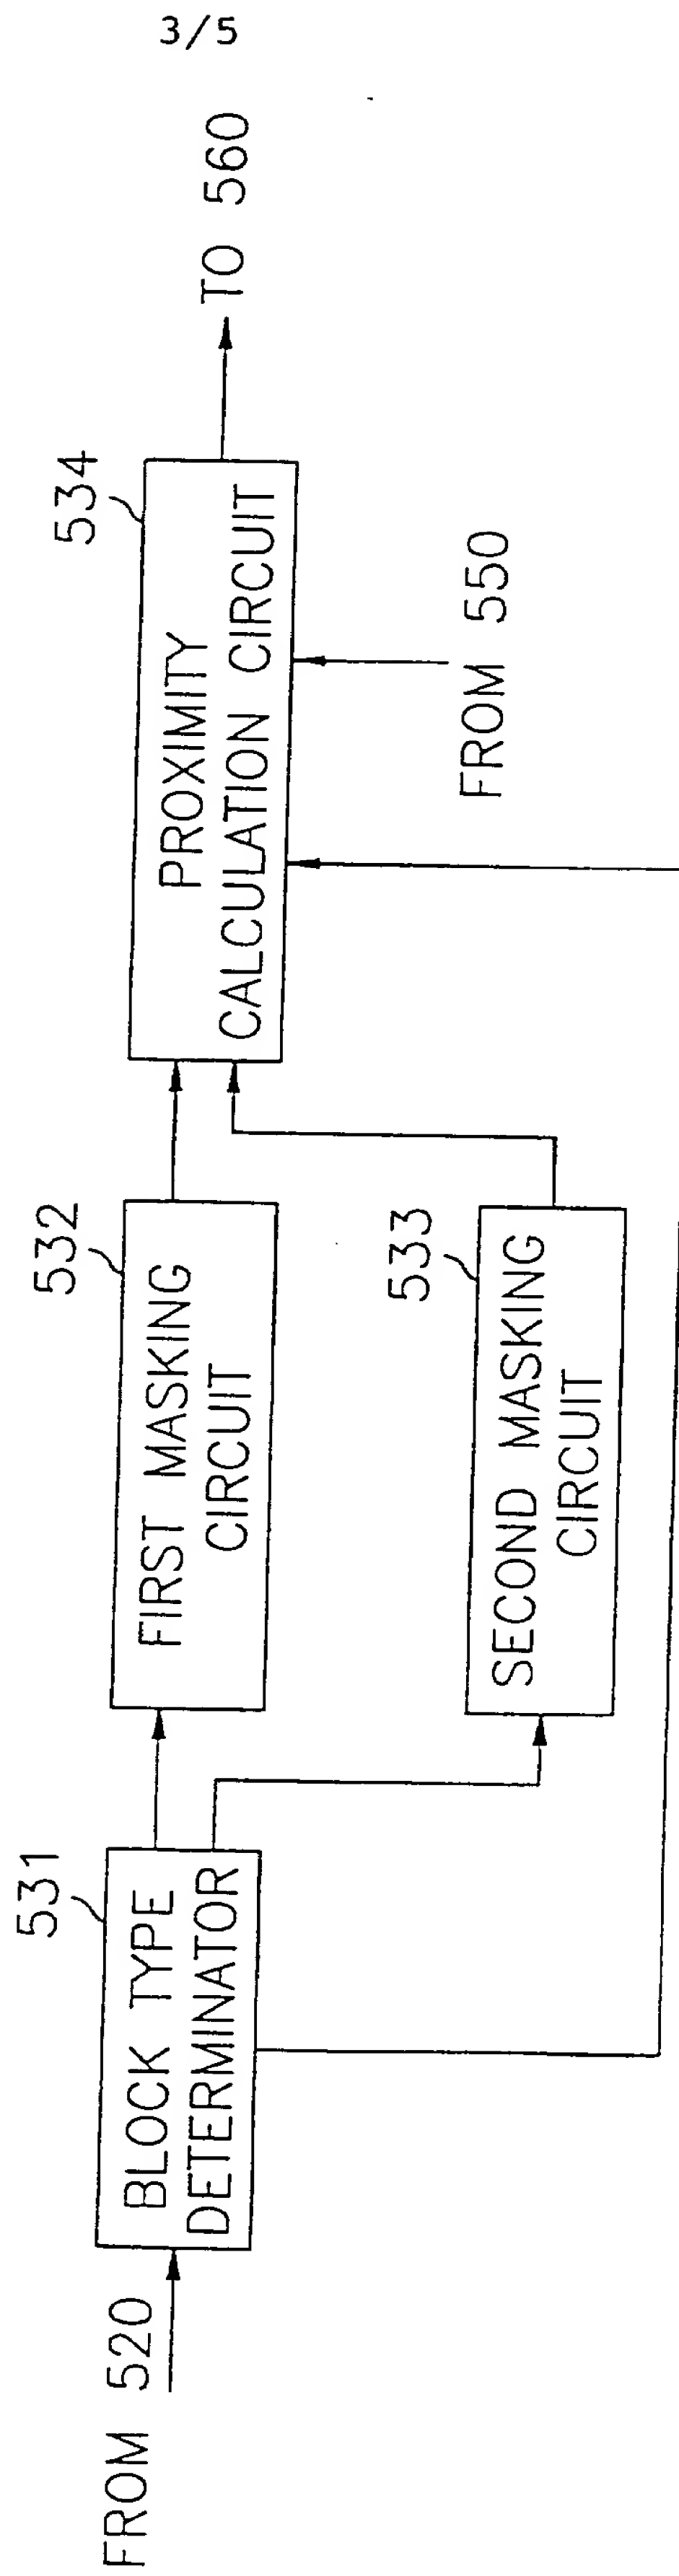 3/5
FROM 520
531
BLOCK TYPE
DETERMINATOR
532
FIRST MASKING
CIRCUIT
533
SECOND MASKING
CIRCUIT
534
PROXIMITY
CALCULATION CIRCUIT
FROM 550
TO 560